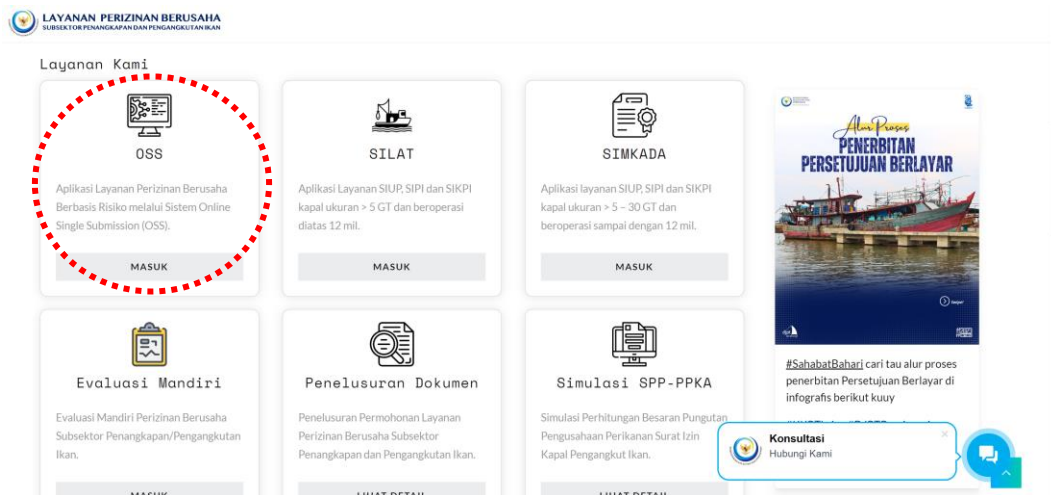 LAYANAN PERIZINAN BERUSAHA
SUBSEKTOR PENANGKAPAN DAN PENGANGKUTAN IKAN
Layanan Kami
OSS
Aplikasi Layanan Perizinan Berusaha
Berbasis Risiko melalui Sistem Online
Single Submission (OSS).
MASUK
SILAT
Aplikasi Layanan SIUP, SIPI dan SIKPI
kapal ukuran > 5 GT dan beroperasi
diatas 12 mil.
MASUK
SIMKADA
Aplikasi layanan SIUP, SIPI dan SIKPI
kapal ukuran > 5 – 30 GT dan
beroperasi sampai dengan 12 mil.
MASUK
Evaluasi Mandiri
Evaluasi Mandiri Perizinan Berusaha
Subsektor Penangkapan/Pengangkutan
Ikan.
MASUK
Penelusuran Dokumen
Penelusuran Permohonan Layanan
Perizinan Berusaha Subsektor
Penangkapan dan Pengangkutan Ikan.
LIHAT DETAIL
Simulasi SPP-PPKA
Simulasi Perhitungan Besaran Pungutan
Pengusahaan Perikanan Surat Izin
Kapal Pengangkut Ikan.
LIHAT DETAIL
Alur Proses
PENERBITAN
PERSETUJUAN BERLAYAR
#SahabatBahari cari tau alur proses
penerbitan Persetujuan Berlayar di
infografis berikut kuuy
Konsultasi
Hubungi Kami